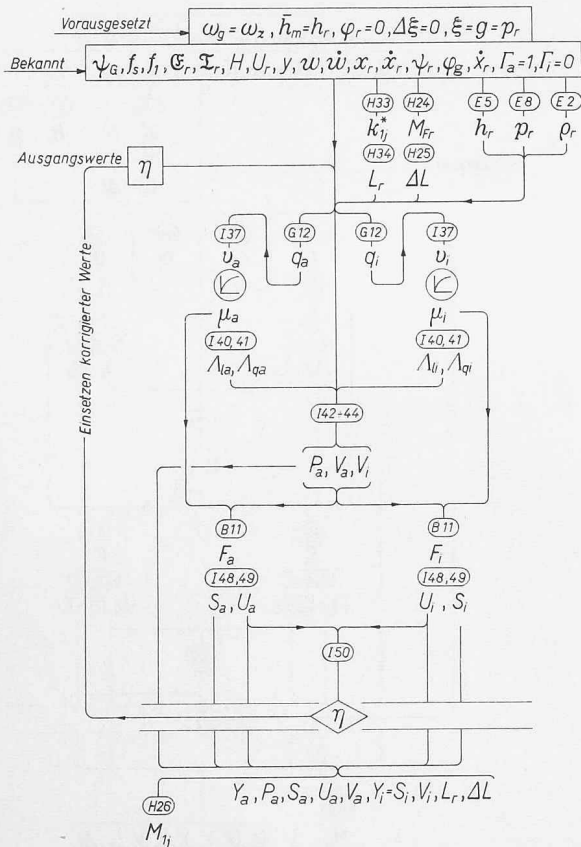 Vorausgesetzt
ω_g = ω_z , h̄_m = h_r , φ_r = 0 , Δξ = 0 , ξ = g = p_r
Bekannt
ψ_G, f_s, f_1, 𝔈_r, 𝔗_r, H, U_r, y, w, ẇ, x_r, ẋ_r, ψ_r, φ_g, ẋ_r, Γ_a=1, Γ_i=0
H33 H24 E5 E8 E2
k*_1j M_Fr h_r p_r ρ_r
Ausgangswerte η
H34 H25
L_r ΔL
I37 G12 G12 I37
υ_a q_a q_i υ_i
μ_a μ_i
I40,41 I40,41
Λ_la, Λ_qa Λ_li, Λ_qi
Einsetzen korrigierter Werte
I42÷44
P_a, V_a, V_i
B11 B11
F_a F_i
I48,49 I48,49
S_a, U_a U_i, S_i
I50
η
Y_a, P_a, S_a, U_a, V_a, Y_i=S_i, V_i, L_r, ΔL
H26
M_1j